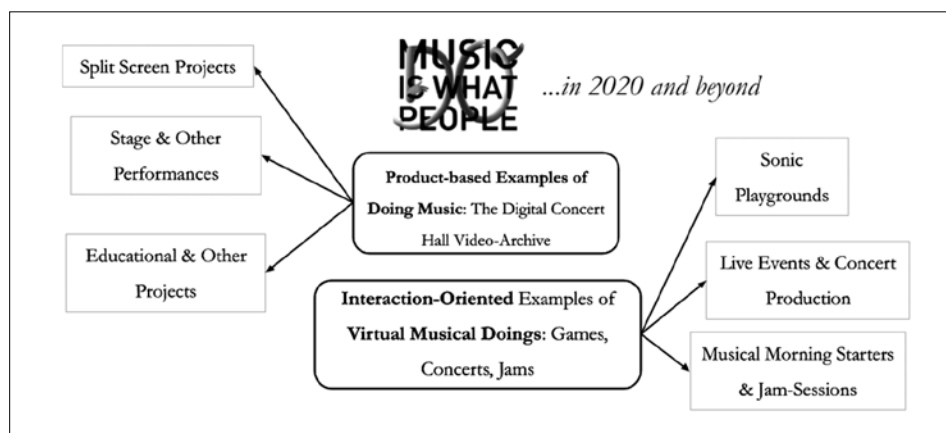 MUSIC
IS WHAT
PEOPLE
DO
...in 2020 and beyond
Split Screen Projects
Stage & Other
Performances
Educational & Other
Projects
Product-based Examples of
Doing Music: The Digital Concert
Hall Video-Archive
Interaction-Oriented Examples of
Virtual Musical Doings: Games,
Concerts, Jams
Sonic
Playgrounds
Live Events & Concert
Production
Musical Morning Starters
& Jam-Sessions